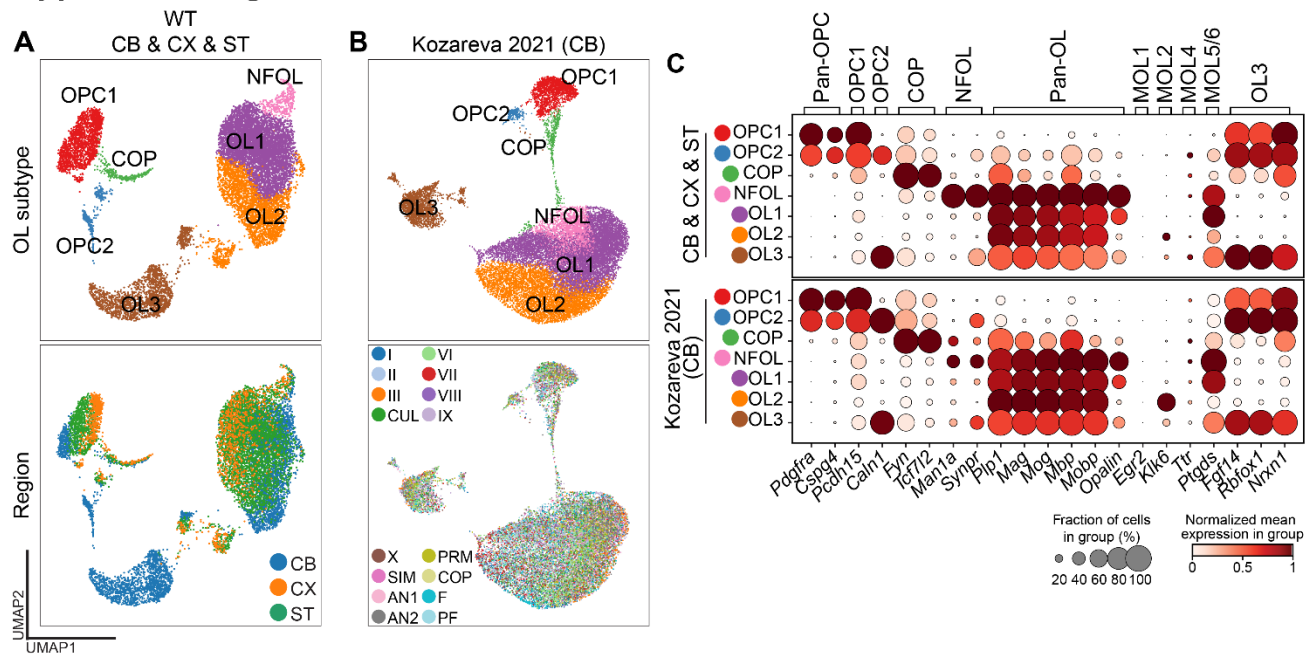 A
WT
CB & CX & ST
OL subtype
OPC1
COP
OPC2
NFOL
OL1
OL2
OL3
Region
CB
CX
ST
UMAP2
UMAP1
B
Kozareva 2021 (CB)
OPC1
OPC2
COP
OL3
NFOL
OL1
OL2
I
II
III
CUL
VI
VII
VIII
IX
X
SIM
AN1
AN2
PRM
COP
F
PF
C
Pan-OPC
OPC1
OPC2
COP
NFOL
Pan-OL
MOL1
MOL2
MOL4
MOL5/6
OL3
CB & CX & ST
OPC1
OPC2
COP
NFOL
OL1
OL2
OL3
Kozareva 2021
(CB)
OPC1
OPC2
COP
NFOL
OL1
OL2
OL3
Pdgfra
Cspg4
Pcdh15
Caln1
Fyn
Tcf7l2
Man1a
Synpr
Plp1
Mag
Mog
Mbp
Mobp
Opalin
Egr2
Klk6
Ttr
Ptgds
Fgf14
Rbfox1
Nrxn1
Fraction of cells
in group (%)
20 40 60 80 100
Normalized mean
expression in group
0 0.5 1